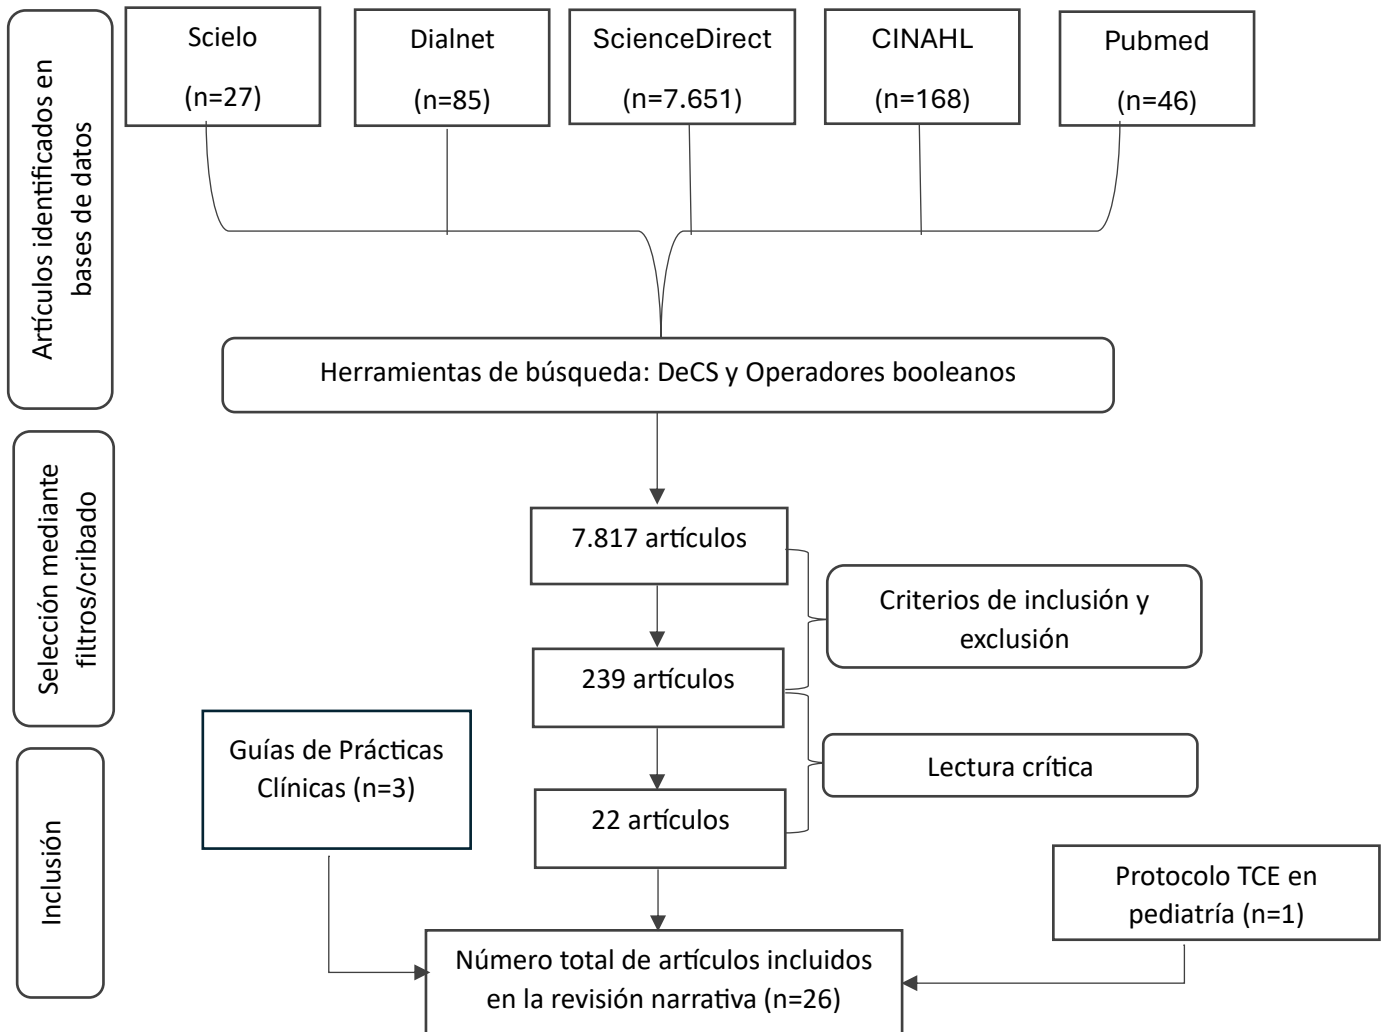 Artículos identificados en
bases de datos
Scielo
(n=27)
Dialnet
(n=85)
ScienceDirect
(n=7.651)
CINAHL
(n=168)
Pubmed
(n=46)
Herramientas de búsqueda: DeCS y Operadores booleanos
Selección mediante
filtros/cribado
7.817 artículos
Criterios de inclusión y
exclusión
239 artículos
Lectura crítica
22 artículos
Inclusión
Guías de Prácticas
Clínicas (n=3)
Protocolo TCE en
pediatría (n=1)
Número total de artículos incluidos
en la revisión narrativa (n=26)